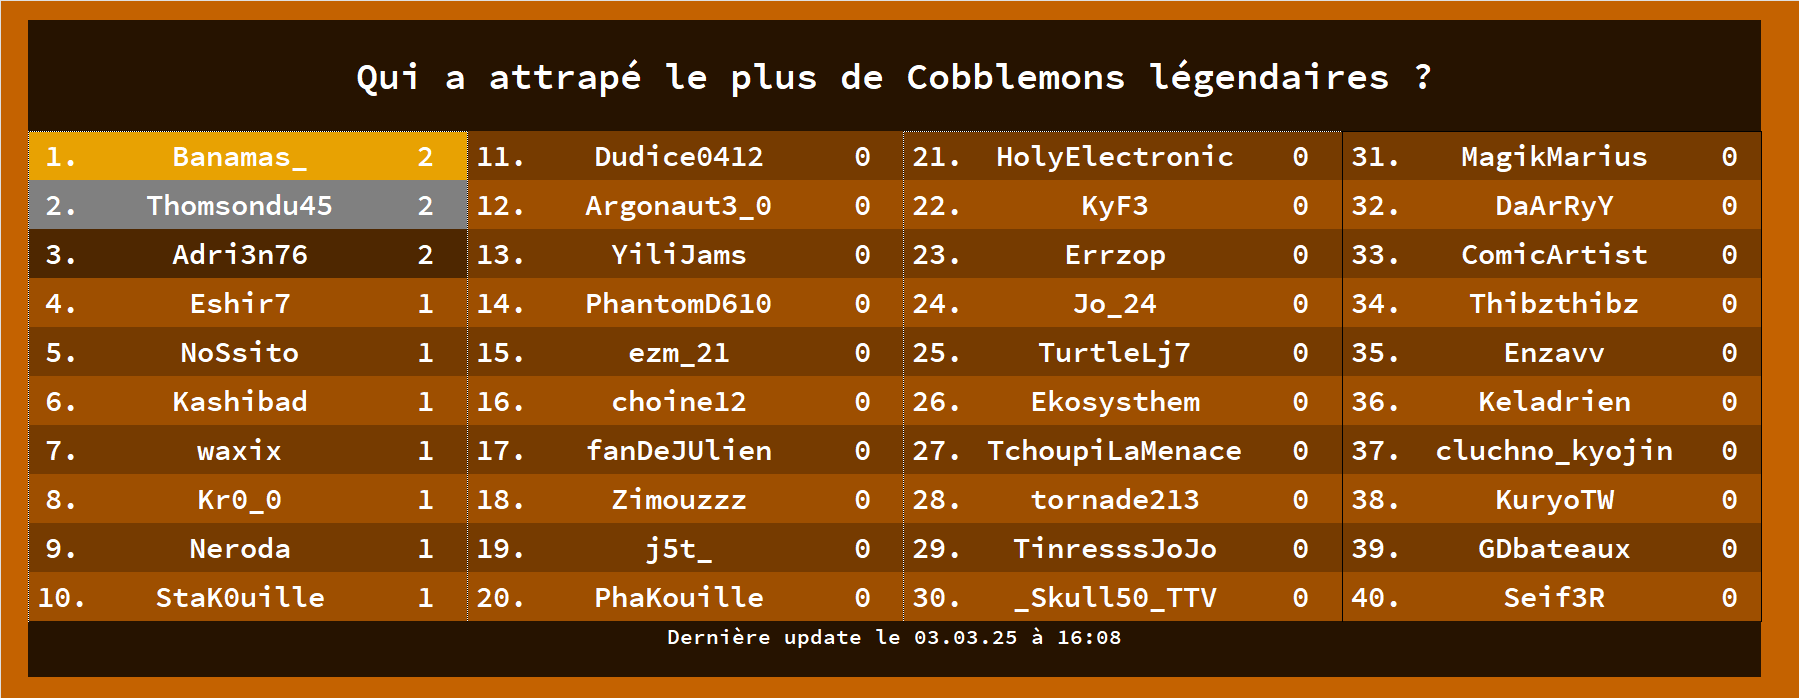 Qui a attrapé le plus de Cobblemons légendaires ?
1. Banamas_ 2
2. Thomsondu45 2
3. Adri3n76 2
4. Eshir7 1
5. NoSsito 1
6. Kashibad 1
7. waxix 1
8. Kr0_0 1
9. Neroda 1
10. StaK0uille 1
11. Dudice0412 0
12. Argonaut3_0 0
13. YiliJams 0
14. PhantomD610 0
15. ezm_21 0
16. choine12 0
17. fanDeJUlien 0
18. Zimouzzz 0
19. j5t_ 0
20. PhaKouille 0
21. HolyElectronic 0
22. KyF3 0
23. Errzop 0
24. Jo_24 0
25. TurtleLj7 0
26. Ekosysthem 0
27. TchoupiLaMenace 0
28. tornade213 0
29. TinresssJoJo 0
30. _Skull50_TTV 0
31. MagikMarius 0
32. DaArRyY 0
33. ComicArtist 0
34. Thibzthibz 0
35. Enzavv 0
36. Keladrien 0
37. cluchno_kyojin 0
38. KuryoTW 0
39. GDbateaux 0
40. Seif3R 0
Dernière update le 03.03.25 à 16:08